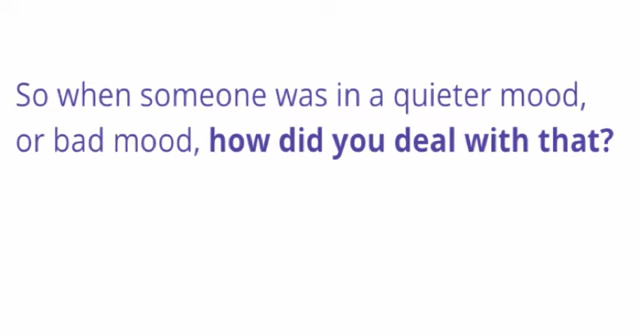 So when someone was in a quieter mood,
or bad mood, how did you deal with that?